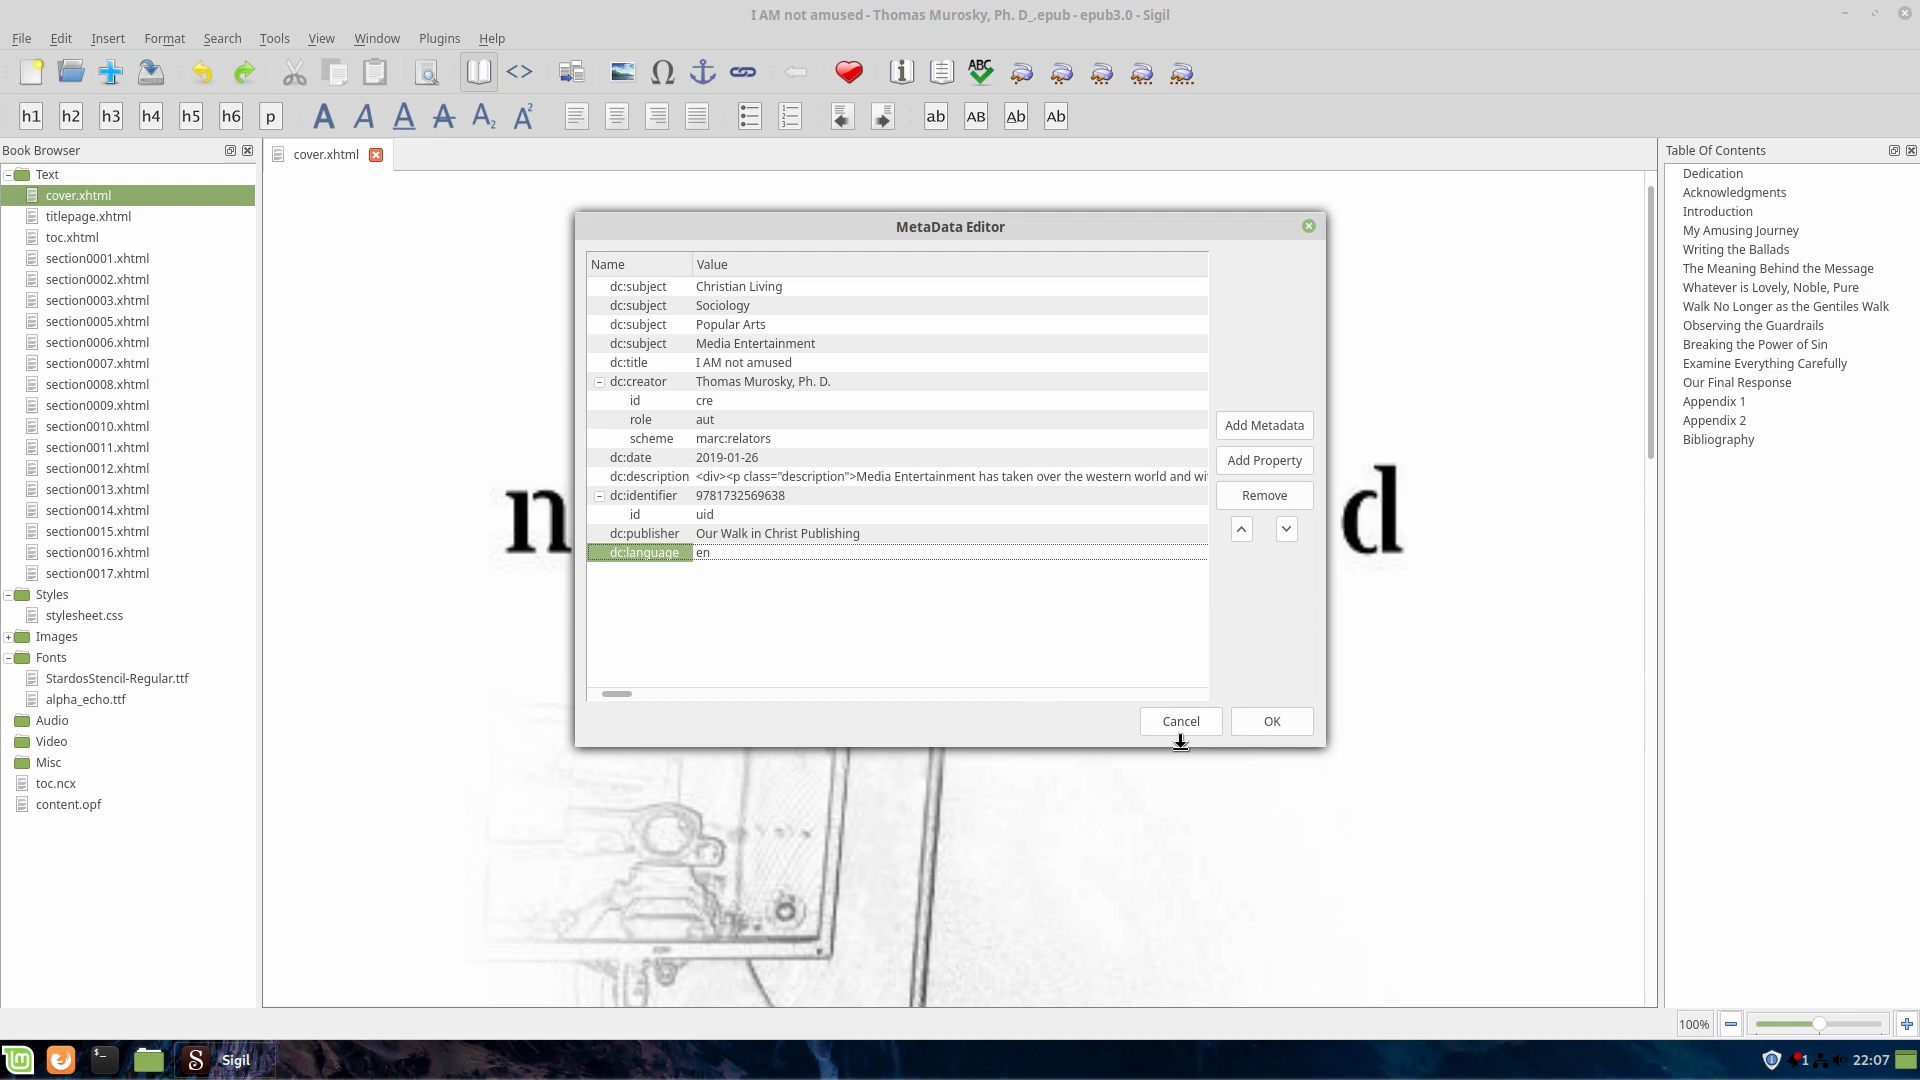 I AM not amused - Thomas Murosky, Ph. D_.epub - epub3.0 - Sigil
File Edit Insert Format Search Tools View Window Plugins Help
ABC
h1 h2 h3 h4 h5 h6 p A A A A A2 A2 ab AB Ab Ab
Book Browser
Text
cover.xhtml
titlepage.xhtml
toc.xhtml
section0001.xhtml
section0002.xhtml
section0003.xhtml
section0005.xhtml
section0006.xhtml
section0007.xhtml
section0008.xhtml
section0009.xhtml
section0010.xhtml
section0011.xhtml
section0012.xhtml
section0013.xhtml
section0014.xhtml
section0015.xhtml
section0016.xhtml
section0017.xhtml
Styles
stylesheet.css
Images
Fonts
StardosStencil-Regular.ttf
alpha_echo.ttf
Audio
Video
Misc
toc.ncx
content.opf
cover.xhtml
n d
MetaData Editor
Name Value
dc:subject Christian Living
dc:subject Sociology
dc:subject Popular Arts
dc:subject Media Entertainment
dc:title I AM not amused
dc:creator Thomas Murosky, Ph. D.
id cre
role aut
scheme marc:relators
dc:date 2019-01-26
dc:description <div><p class="description">Media Entertainment has taken over the western world and wi
dc:identifier 9781732569638
id uid
dc:publisher Our Walk in Christ Publishing
dc:language en
Add Metadata
Add Property
Remove
Cancel OK
Table Of Contents
Dedication
Acknowledgments
Introduction
My Amusing Journey
Writing the Ballads
The Meaning Behind the Message
Whatever is Lovely, Noble, Pure
Walk No Longer as the Gentiles Walk
Observing the Guardrails
Breaking the Power of Sin
Examine Everything Carefully
Our Final Response
Appendix 1
Appendix 2
Bibliography
100%
Sigil
1 22:07